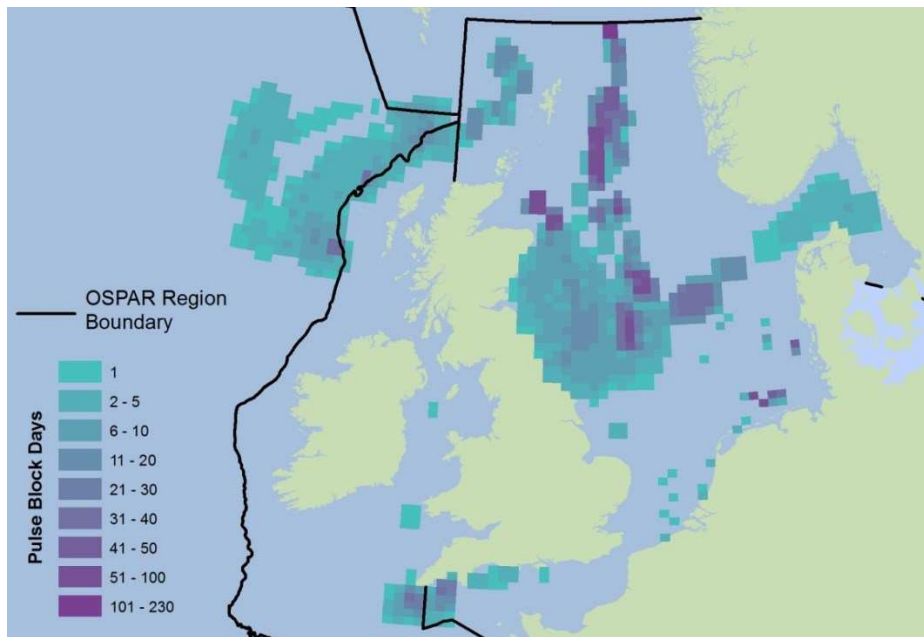 OSPAR Region
Boundary
Pulse Block Days
1
2 - 5
6 - 10
11 - 20
21 - 30
31 - 40
41 - 50
51 - 100
101 - 230